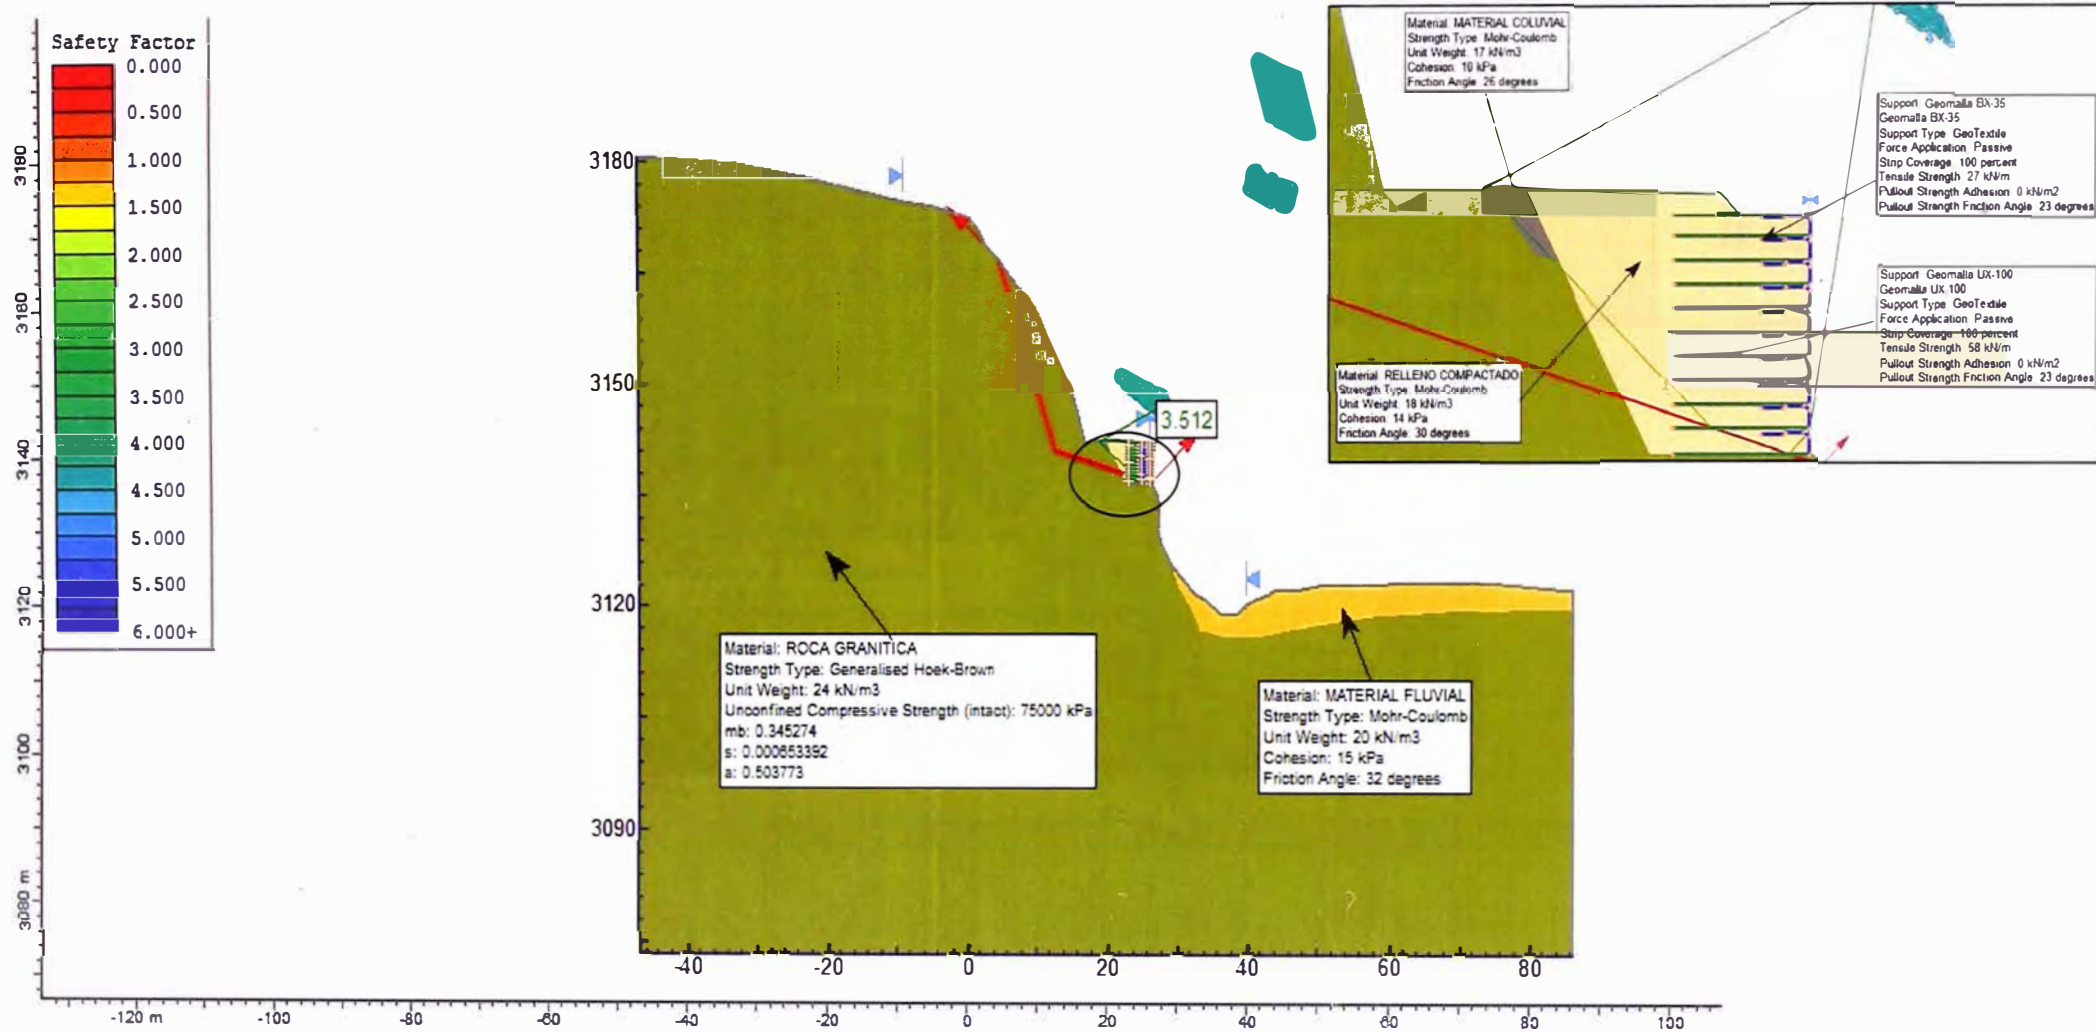 Safety Factor
0.000
0.500
1.000
1.500
2.000
2.500
3.000
3.500
4.000
4.500
5.000
5.500
6.000+
3180
3160
3140
3120
3100
3080 m
-120 m
-100
-80
-60
-40
-20
0
20
40
60
80
100
3180
3150
3120
3090
-40
-20
0
20
40
60
80
3.512
Material: ROCA GRANITICA
Strength Type: Generalised Hoek-Brown
Unit Weight: 24 kN/m3
Unconfined Compressive Strength (intact): 75000 kPa
mb: 0.345274
s: 0.000653392
a: 0.503773
Material: MATERIAL FLUVIAL
Strength Type: Mohr-Coulomb
Unit Weight: 20 kN/m3
Cohesion: 15 kPa
Friction Angle: 32 degrees
Material: MATERIAL COLUVIAL
Strength Type: Mohr-Coulomb
Unit Weight: 17 kN/m3
Cohesion: 10 kPa
Friction Angle: 26 degrees
Support: Geomalla BX-35
Geomalla BX-35
Support Type: GeoTextile
Force Application: Passive
Strip Coverage: 100 percent
Tensile Strength: 27 kN/m
Pullout Strength Adhesion: 0 kN/m2
Pullout Strength Friction Angle: 23 degrees
Support: Geomalla UX-100
Geomalla UX 100
Support Type: GeoTextile
Force Application: Passive
Strip Coverage: 100 percent
Tensile Strength: 58 kN/m
Pullout Strength Adhesion: 0 kN/m2
Pullout Strength Friction Angle: 23 degrees
Material: RELLENO COMPACTADO
Strength Type: Mohr-Coulomb
Unit Weight: 18 kN/m3
Cohesion: 14 kPa
Friction Angle: 30 degrees